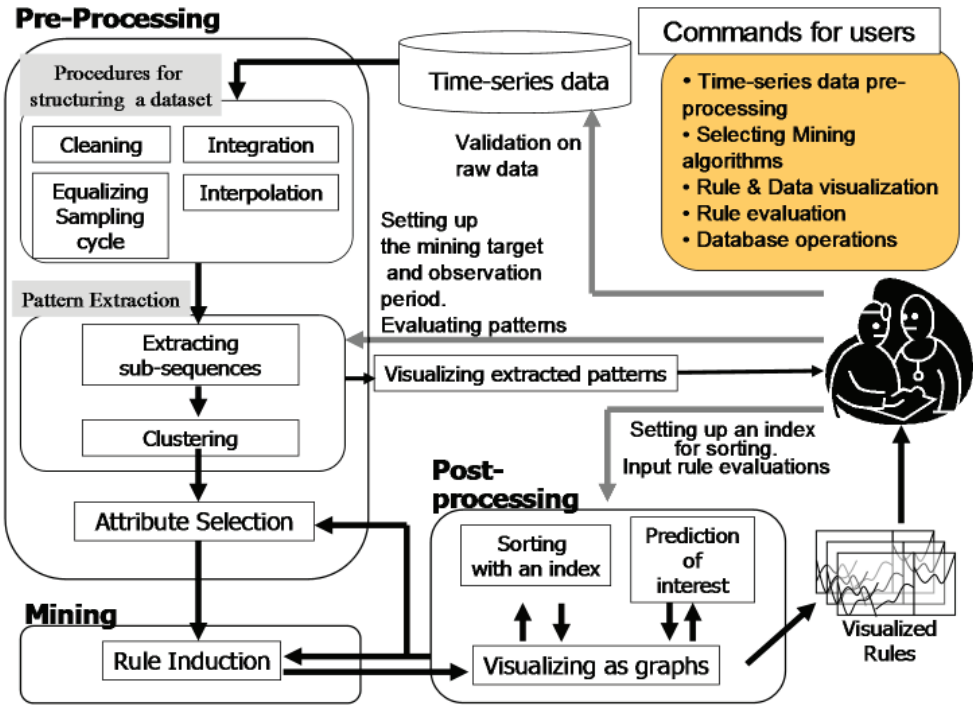 Pre-Processing
Procedures for
structuring a dataset
Cleaning
Integration
Equalizing
Sampling
cycle
Interpolation
Pattern Extraction
Extracting
sub-sequences
Clustering
Attribute Selection
Mining
Rule Induction
Time-series data
Validation on
raw data
Setting up
the mining target
and observation
period.
Evaluating patterns
Visualizing extracted patterns
Commands for users
• Time-series data pre-
processing
• Selecting Mining
algorithms
• Rule & Data visualization
• Rule evaluation
• Database operations
Setting up an index
for sorting.
Input rule evaluations
Post-
processing
Sorting
with an index
Prediction
of
interest
Visualizing as graphs
Visualized
Rules